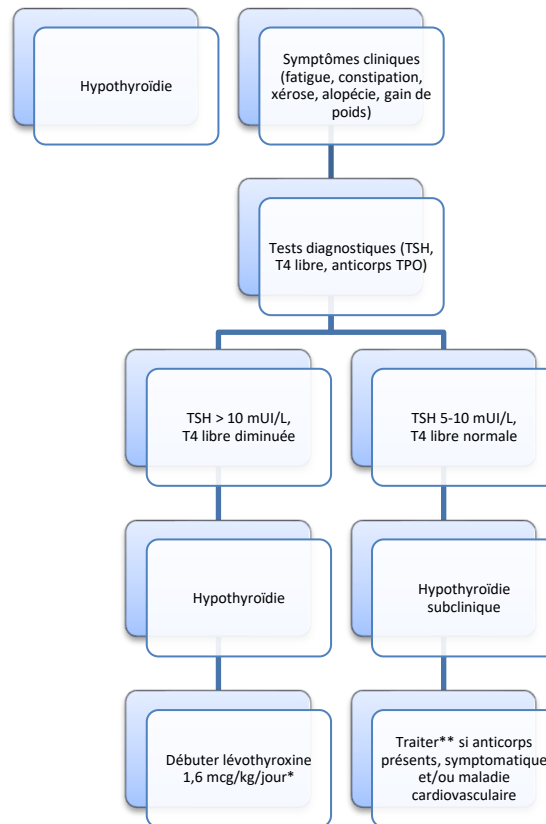 Hypothyroïdie
Symptômes cliniques
(fatigue, constipation,
xérose, alopécie, gain de
poids)
Tests diagnostiques (TSH,
T4 libre, anticorps TPO)
TSH > 10 mUI/L,
T4 libre diminuée
TSH 5-10 mUI/L,
T4 libre normale
Hypothyroïdie
Hypothyroïdie
subclinique
Débuter lévothyroxine
1,6 mcg/kg/jour*
Traiter** si anticorps
présents, symptomatique
et/ou maladie
cardiovasculaire